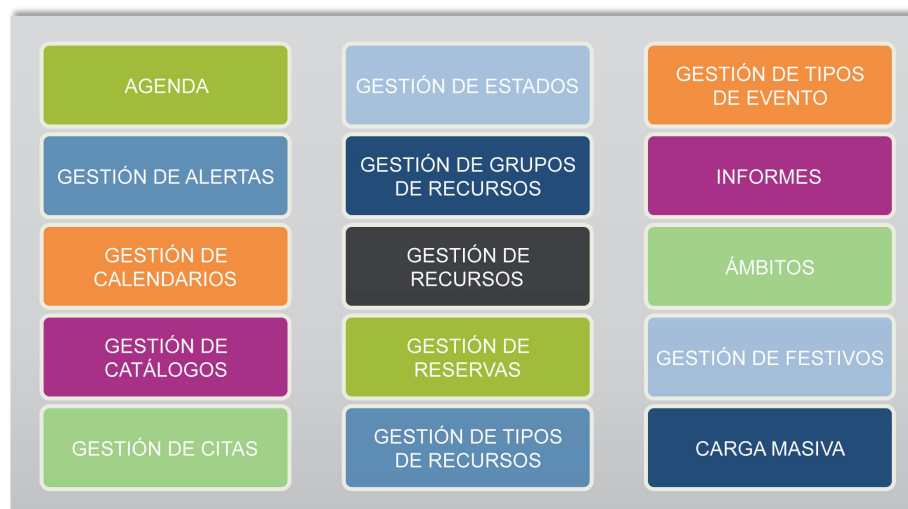 AGENDA
GESTIÓN DE ESTADOS
GESTIÓN DE TIPOS
DE EVENTO
GESTIÓN DE ALERTAS
GESTIÓN DE GRUPOS
DE RECURSOS
INFORMES
GESTIÓN DE
CALENDARIOS
GESTIÓN DE
RECURSOS
ÁMBITOS
GESTIÓN DE
CATÁLOGOS
GESTIÓN DE
RESERVAS
GESTIÓN DE FESTIVOS
GESTIÓN DE CITAS
GESTIÓN DE TIPOS
DE RECURSOS
CARGA MASIVA